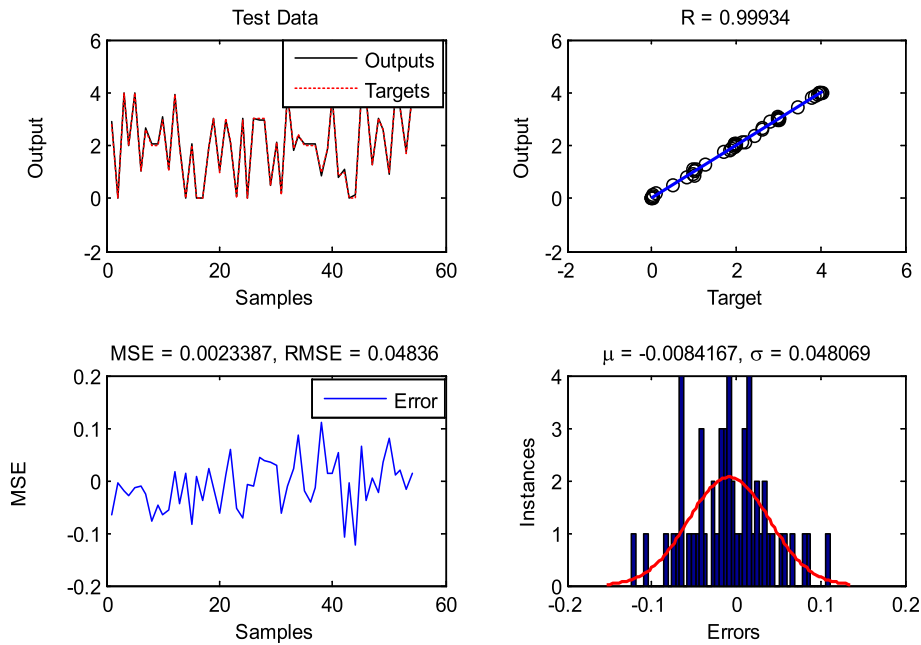 Test Data
6
4
2
0
-2
Output
Outputs
Targets
0 20 40 60
Samples
R = 0.99934
6
4
2
0
-2
Output
-2 0 2 4 6
Target
MSE = 0.0023387, RMSE = 0.04836
0.2
0.1
0
-0.1
-0.2
MSE
Error
0 20 40 60
Samples
μ = -0.0084167, σ = 0.048069
4
3
2
1
0
Instances
-0.2 -0.1 0 0.1 0.2
Errors